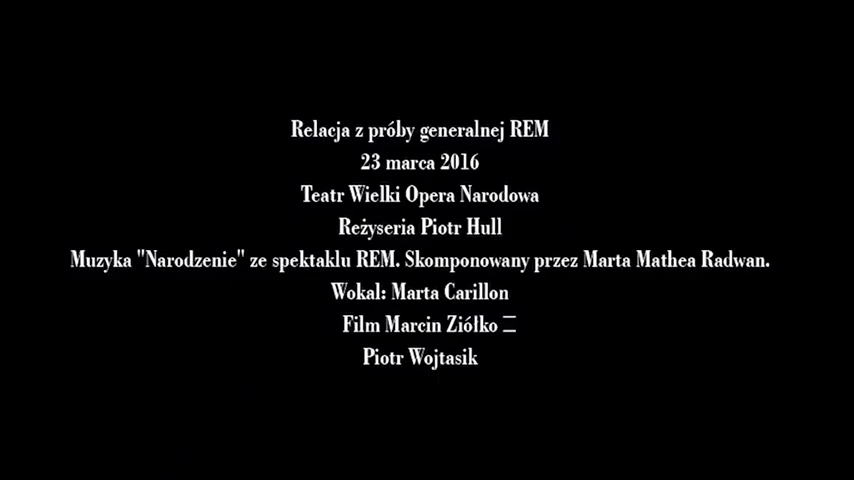 Relacja z próby generalnej REM
23 marca 2016
Teatr Wielki Opera Narodowa
Reżyseria Piotr Hull
Muzyka "Narodzenie" ze spektaklu REM. Skomponowany przez Marta Mathea Radwan.
Wokal: Marta Carillon
Film Marcin Ziółko
Piotr Wojtasik